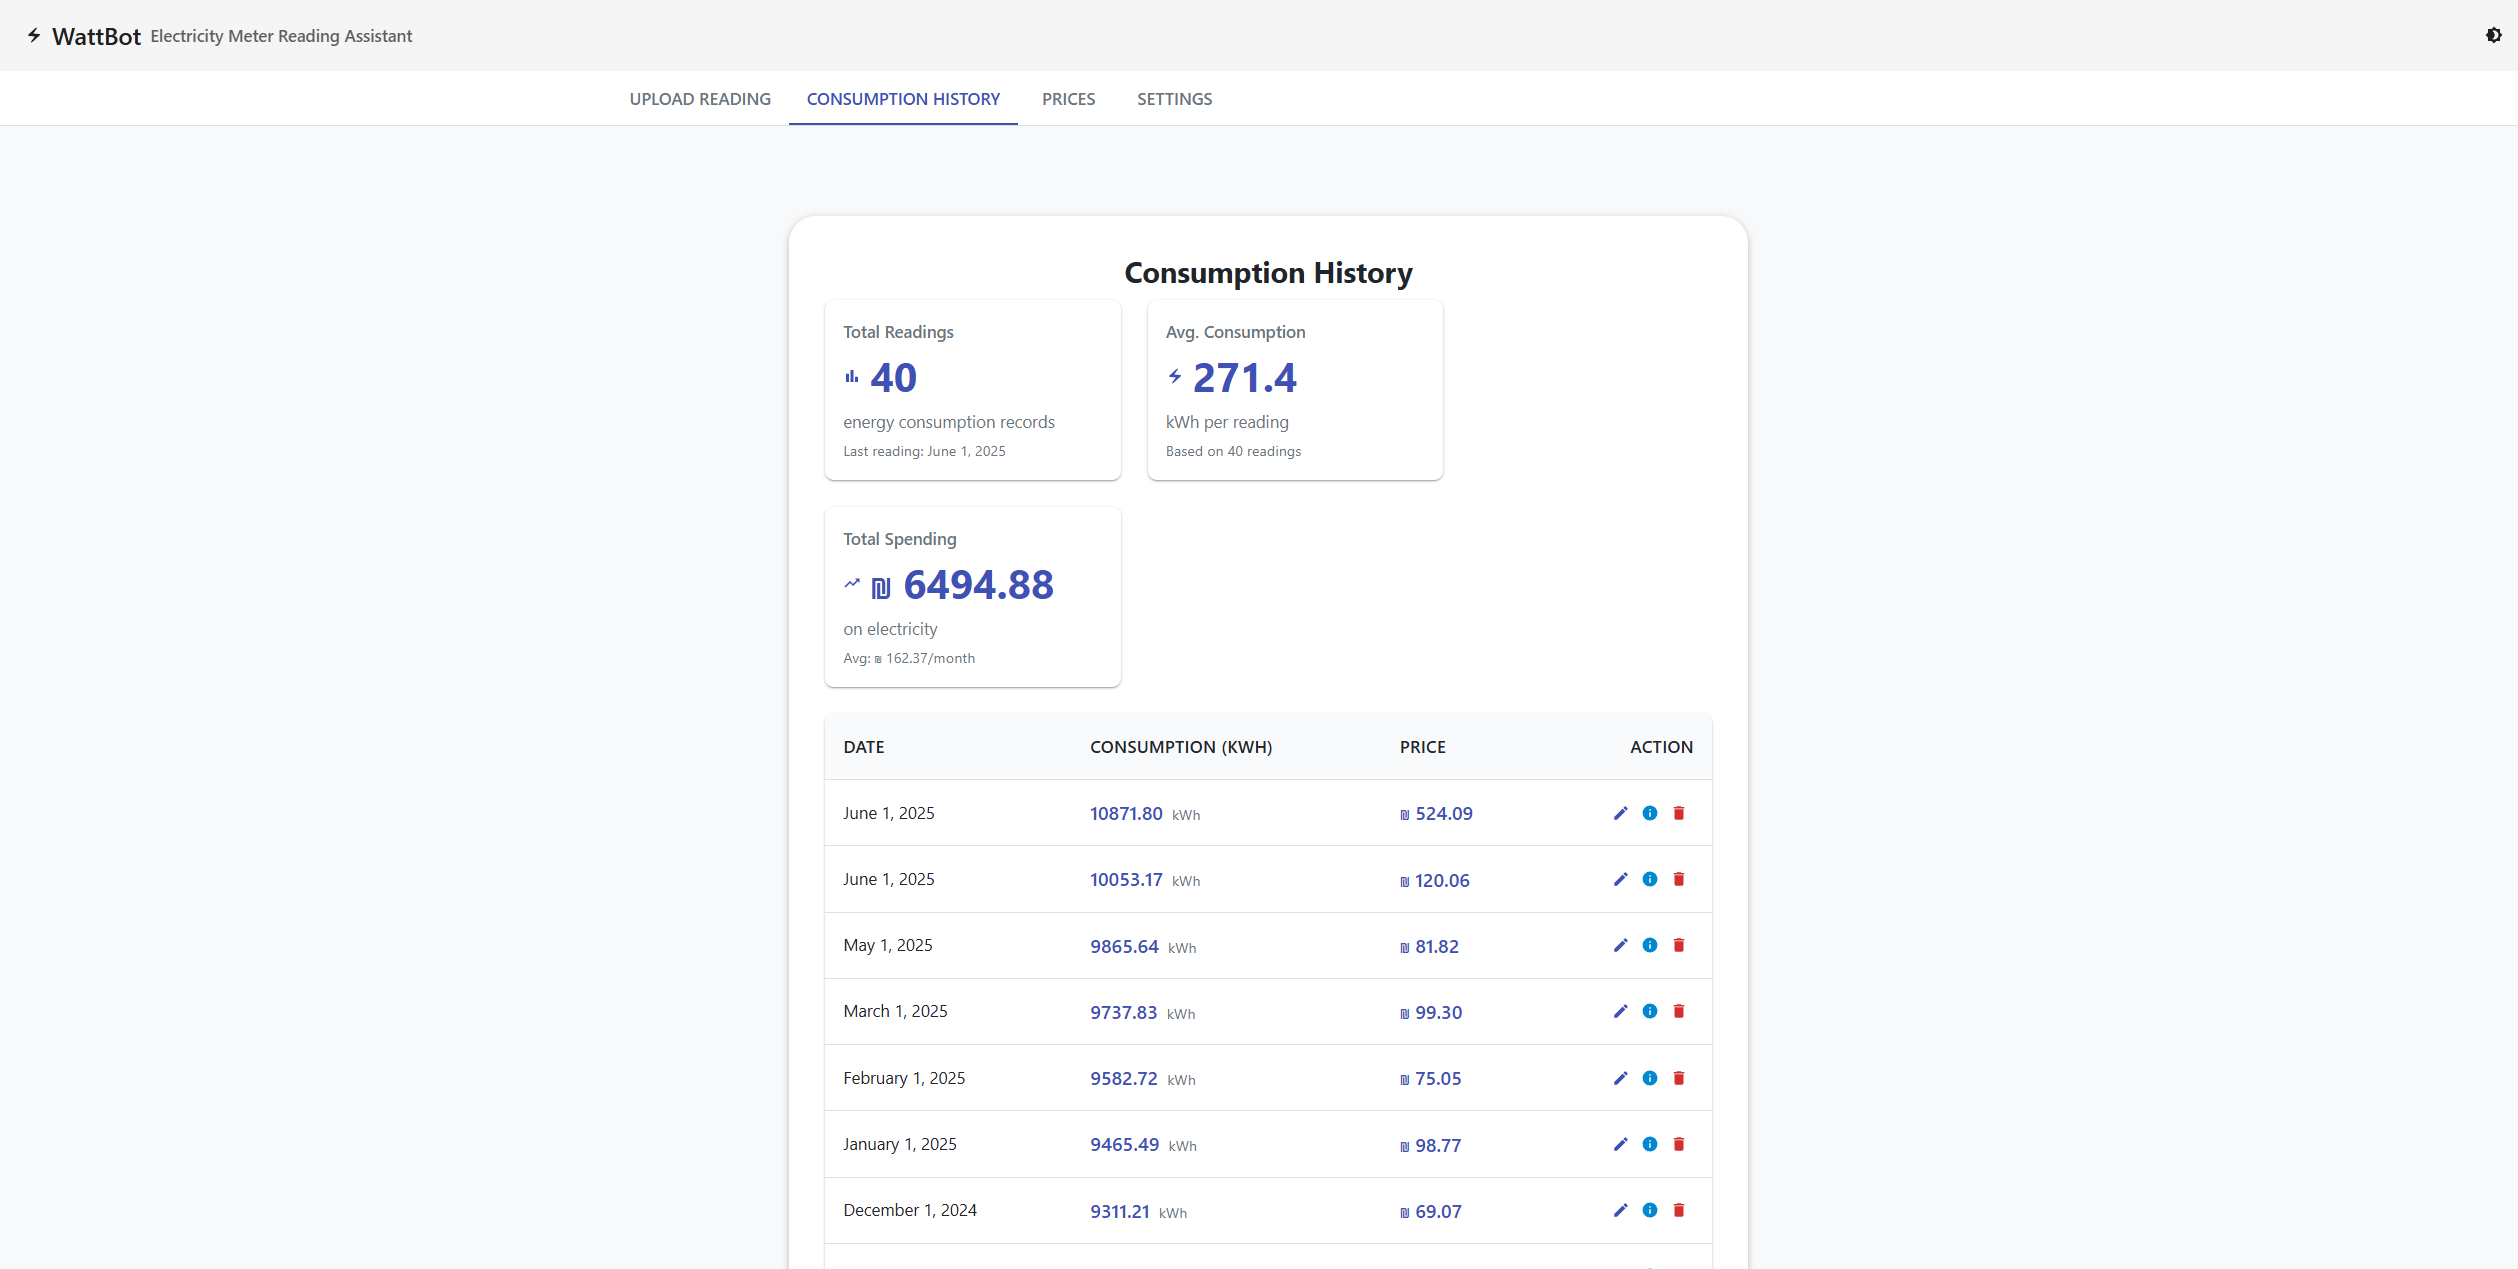 WattBot Electricity Meter Reading Assistant
UPLOAD READING CONSUMPTION HISTORY PRICES SETTINGS
Consumption History
Total Readings
40
energy consumption records
Last reading: June 1, 2025
Avg. Consumption
271.4
kWh per reading
Based on 40 readings
Total Spending
₪ 6494.88
on electricity
Avg: ₪ 162.37/month
DATE CONSUMPTION (KWH) PRICE ACTION
June 1, 2025 10871.80 kWh ₪ 524.09
June 1, 2025 10053.17 kWh ₪ 120.06
May 1, 2025 9865.64 kWh ₪ 81.82
March 1, 2025 9737.83 kWh ₪ 99.30
February 1, 2025 9582.72 kWh ₪ 75.05
January 1, 2025 9465.49 kWh ₪ 98.77
December 1, 2024 9311.21 kWh ₪ 69.07